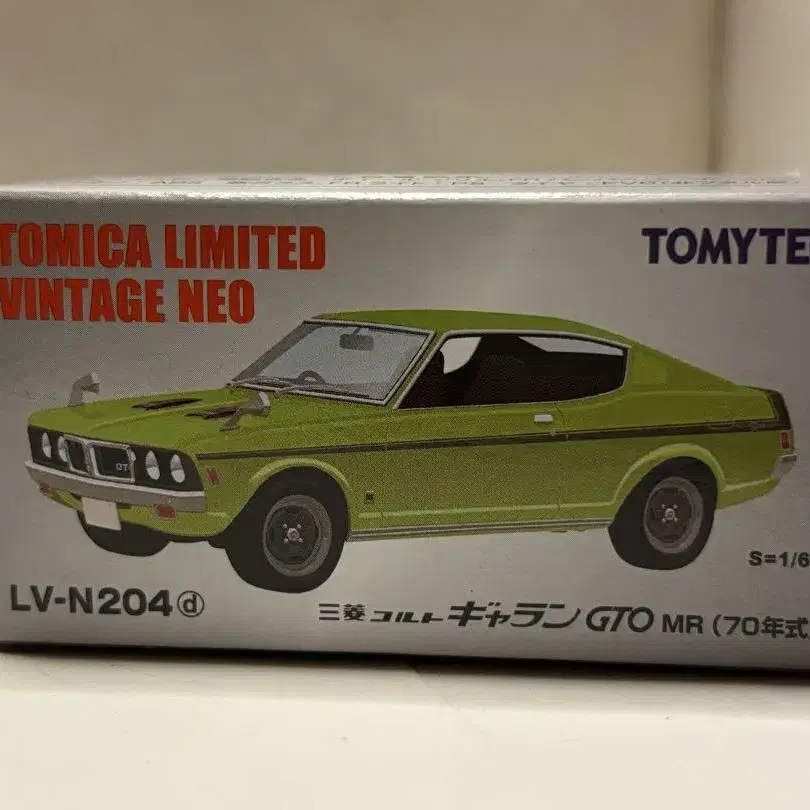 TOMICA LIMITED
VINTAGE NEO
TOMYTE
GT
S=1/6
LV-N204ⓓ
三菱 コルト ギャラン GTO MR (70年式